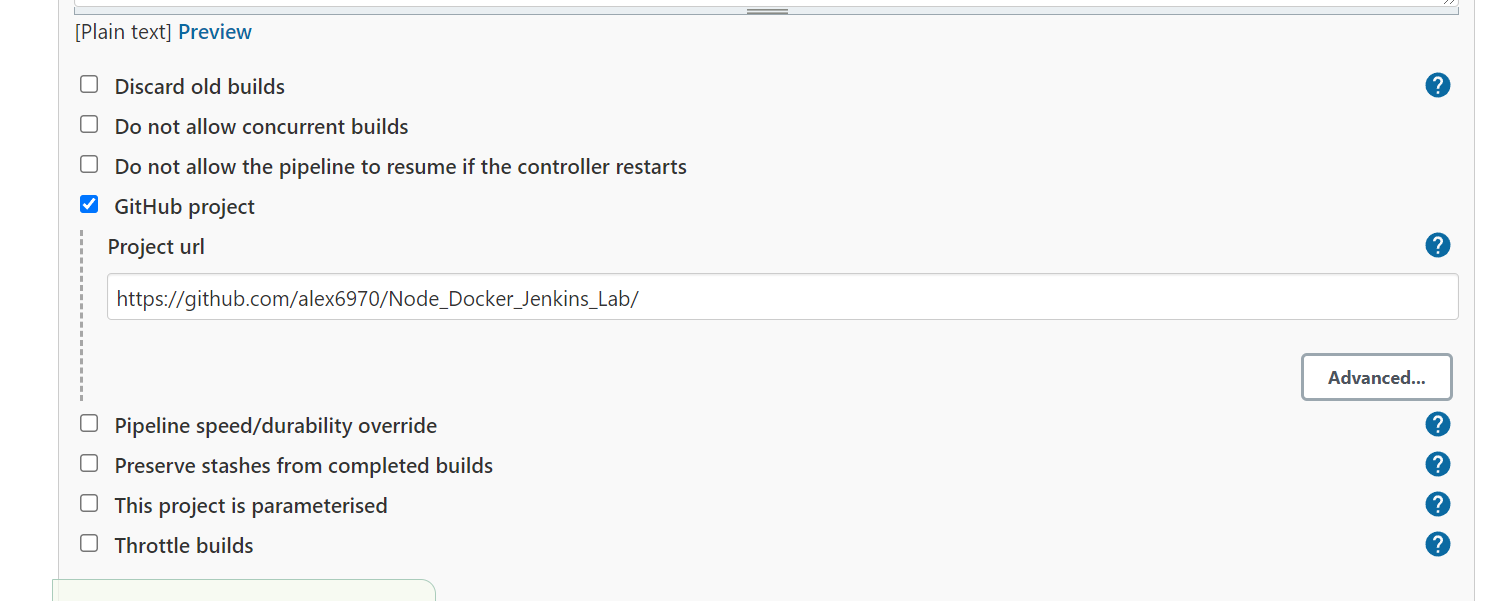 [Plain text] Preview
Discard old builds
?
Do not allow concurrent builds
Do not allow the pipeline to resume if the controller restarts
GitHub project
Project url
?
https://github.com/alex6970/Node_Docker_Jenkins_Lab/
Advanced...
Pipeline speed/durability override
?
Preserve stashes from completed builds
?
This project is parameterised
?
Throttle builds
?